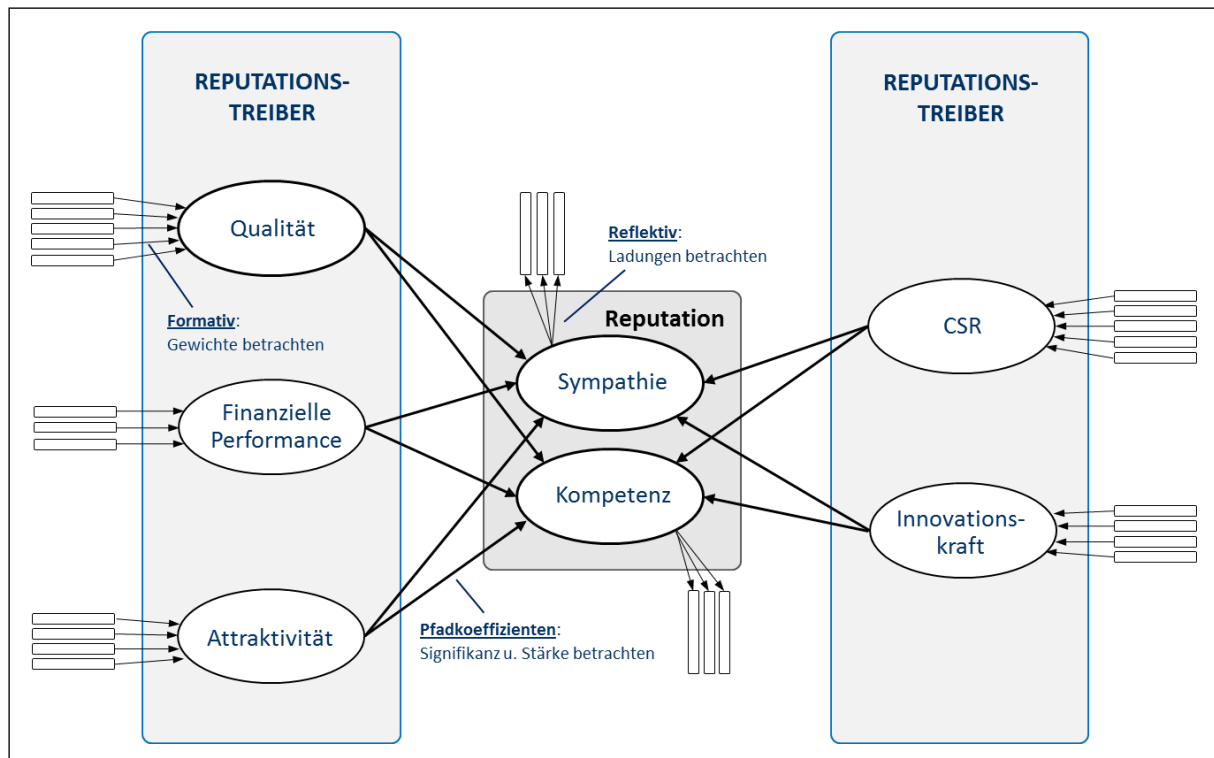 REPUTATIONS-
TREIBER
Qualität
Formativ:
Gewichte betrachten
Finanzielle
Performance
Attraktivität
Reflektiv:
Ladungen betrachten
Reputation
Sympathie
Kompetenz
Pfadkoeffizienten:
Signifikanz u. Stärke betrachten
REPUTATIONS-
TREIBER
CSR
Innovations-
kraft